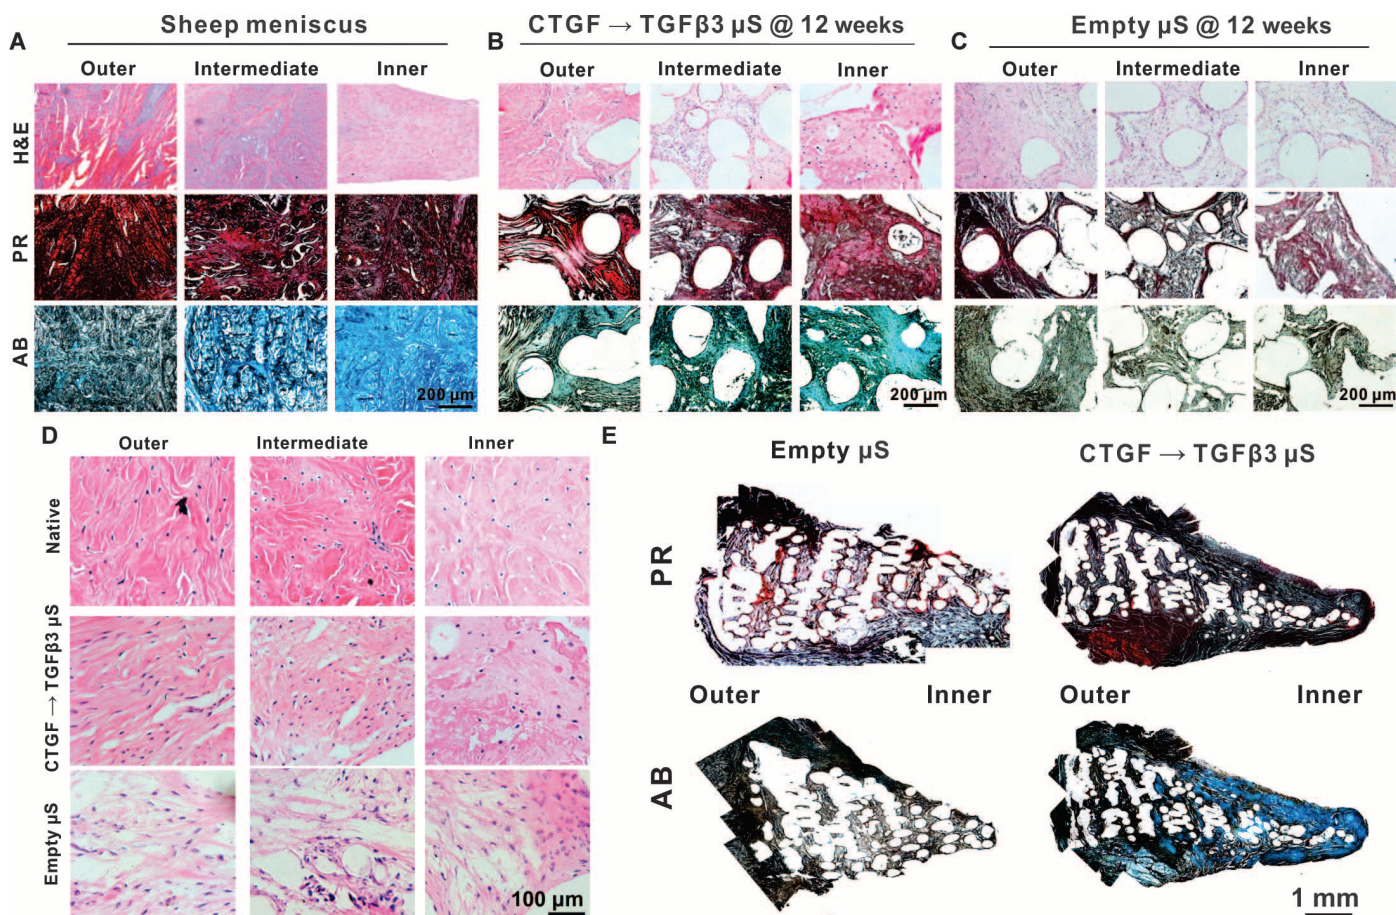 A
Sheep meniscus
Outer Intermediate Inner
H&E
PR
AB
200 µm
B
CTGF → TGFβ3 µS @ 12 weeks
Outer Intermediate Inner
200 µm
C
Empty µS @ 12 weeks
Outer Intermediate Inner
200 µm
D
Outer Intermediate Inner
Native
CTGF → TGFβ3 µS
Empty µS
100 µm
E
Empty µS CTGF → TGFβ3 µS
PR
Outer Inner Outer Inner
AB
1 mm